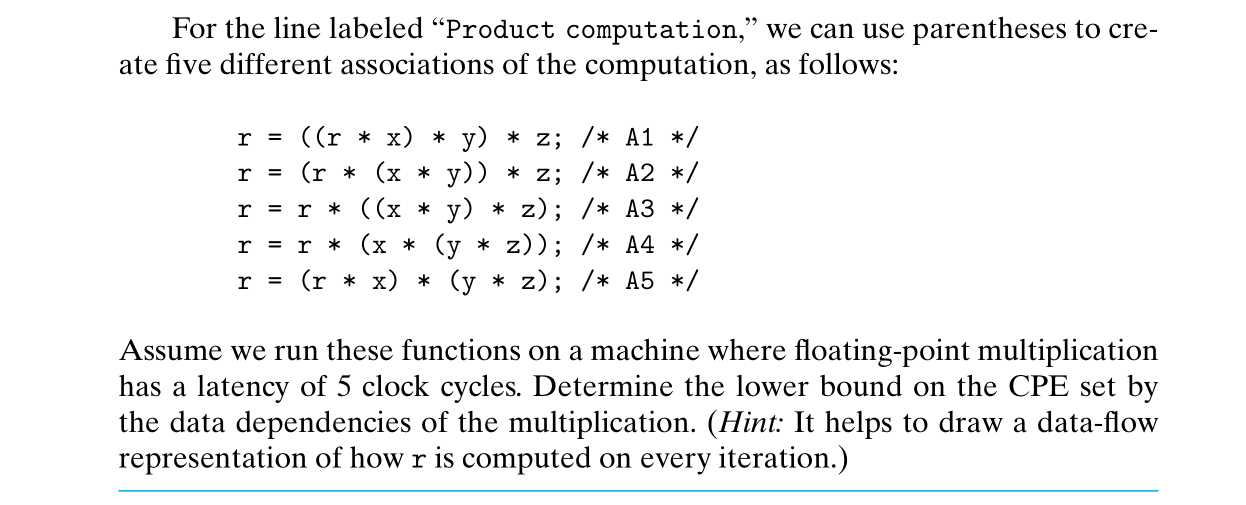 For the line labeled “Product computation,” we can use parentheses to cre-
ate five different associations of the computation, as follows:
r = ((r * x) * y) * z; /* A1 */
r = (r * (x * y)) * z; /* A2 */
r = r * ((x * y) * z); /* A3 */
r = r * (x * (y * z)); /* A4 */
r = (r * x) * (y * z); /* A5 */
Assume we run these functions on a machine where floating-point multiplication
has a latency of 5 clock cycles. Determine the lower bound on the CPE set by
the data dependencies of the multiplication. (Hint: It helps to draw a data-flow
representation of how r is computed on every iteration.)